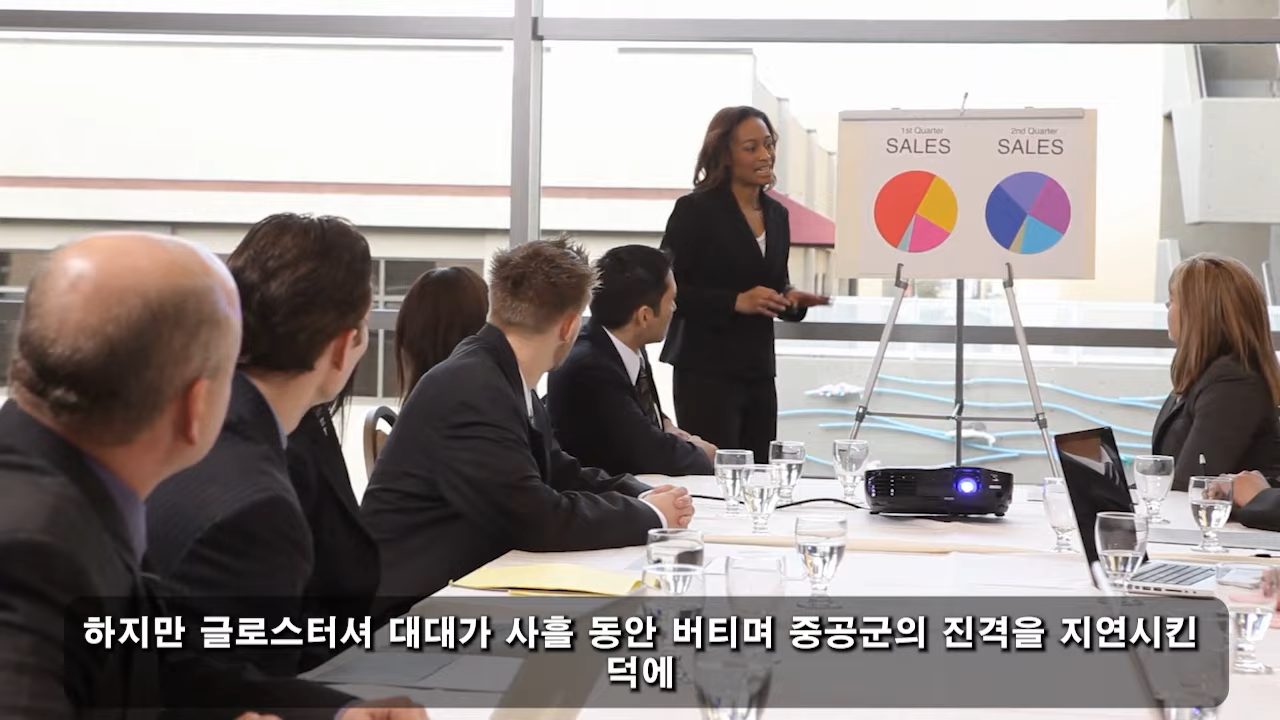 1st Quarter
SALES
2nd Quarter
SALES
하지만 글로스터셔 대대가 사흘 동안 버티며 중공군의 진격을 지연시킨
덕에